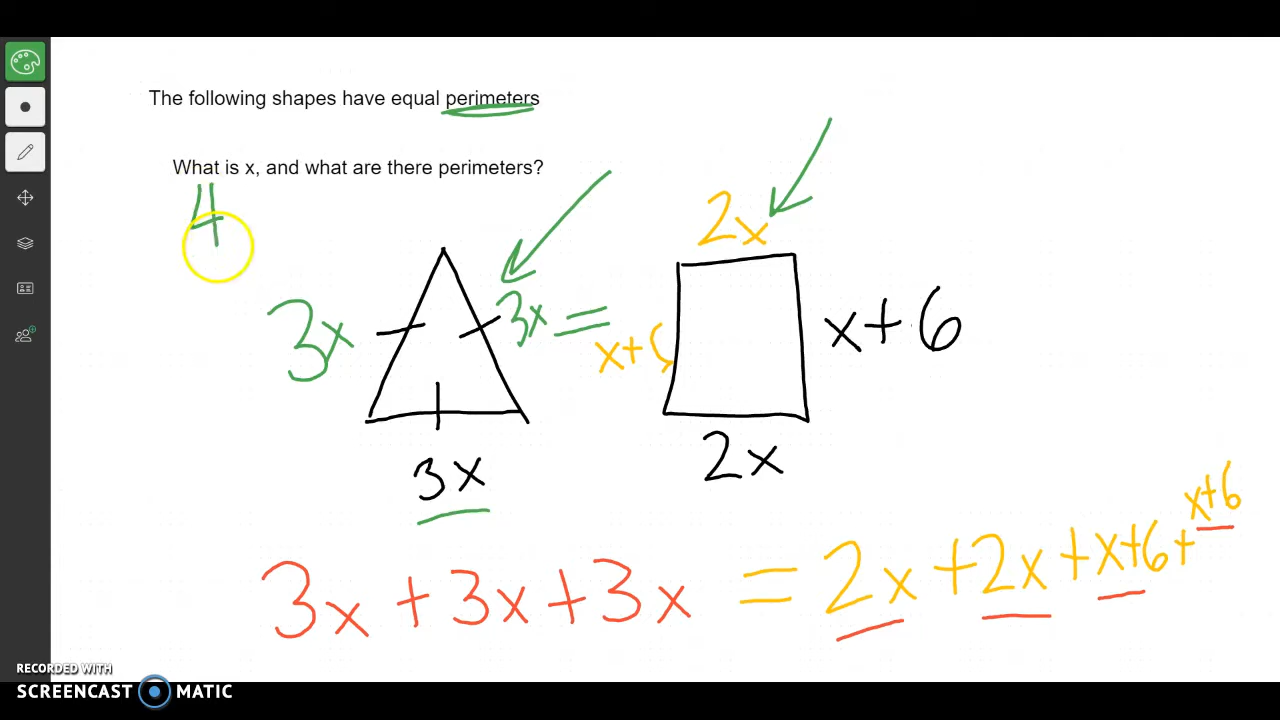 The following shapes have equal perimeters
What is x, and what are there perimeters?
4
2x
3x
3x =
x+6
x+6
3x
2x
x+6
3x + 3x + 3x = 2x + 2x + x+6 +
RECORDED WITH
SCREENCAST MATIC